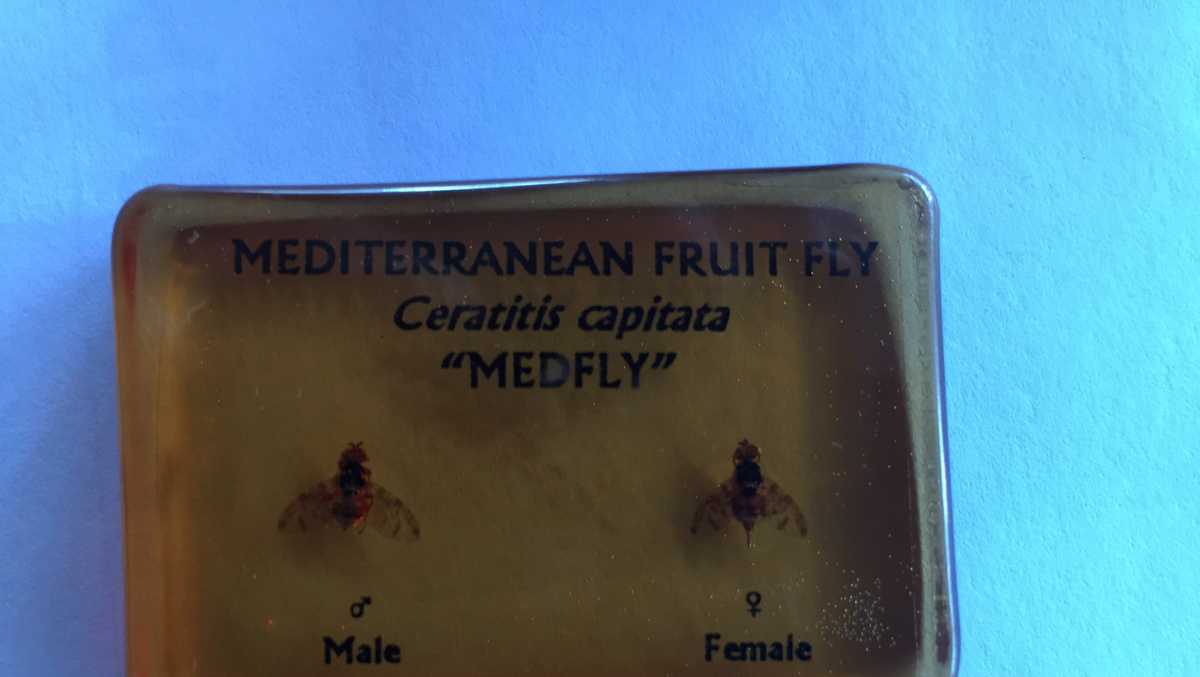 MEDITERRANEAN FRUIT FLY
Ceratitis capitata
“MEDFLY”
♂ ♀
Male Female